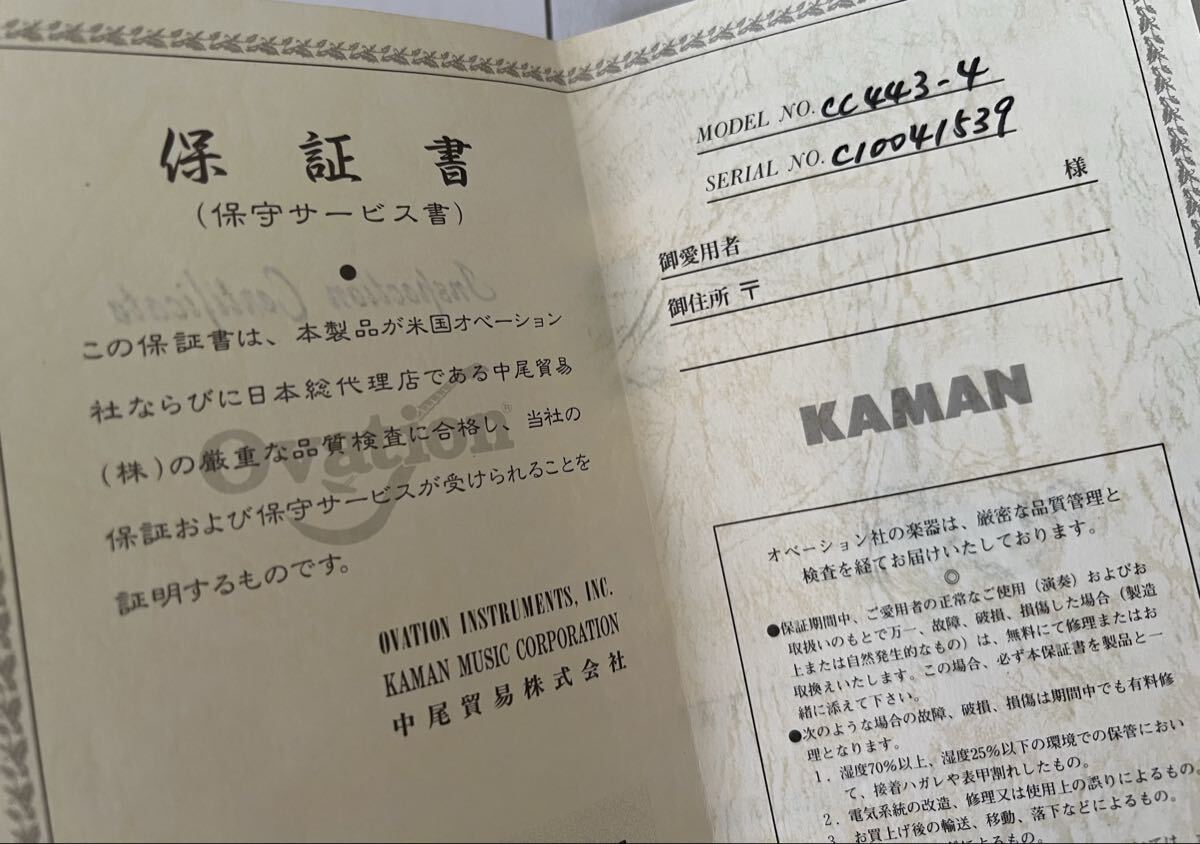 保証書
(保守サービス書)
●
この保証書は、本製品が米国オベーション
社ならびに日本総代理店である中尾貿易
(株)の厳重な品質検査に合格し、当社の
保証および保守サービスが受けられることを
証明するものです。
Ovation®
Inspection Certificate
OVATION INSTRUMENTS, INC.
KAMAN MUSIC CORPORATION
中尾貿易株式会社
MODEL NO. CC443-4
SERIAL NO. C10041539
様
御愛用者
御住所 〒
KAMAN
オベーション社の楽器は、厳密な品質管理と
検査を経てお届けいたしております。
◎
●保証期間中、ご愛用者の正常なご使用(演奏)およびお
取扱いのもとで万一、故障、破損、損傷した場合(製造
上または自然発生的なもの)は、無料にて修理またはお
取換えいたします。この場合、必ず本保証書を製品と一
緒に添えて下さい。
●次のような場合の故障、破損、損傷は期間中でも有料修
理となります。
1. 湿度70%以上、湿度25%以下の環境での保管におい
て、接着ハガレや表甲割れしたもの。
2. 電気系統の改造、修理又は使用上の誤りによるもの。
3. お買上げ後の輸送、移動、落下などによるもの。
によるもの。